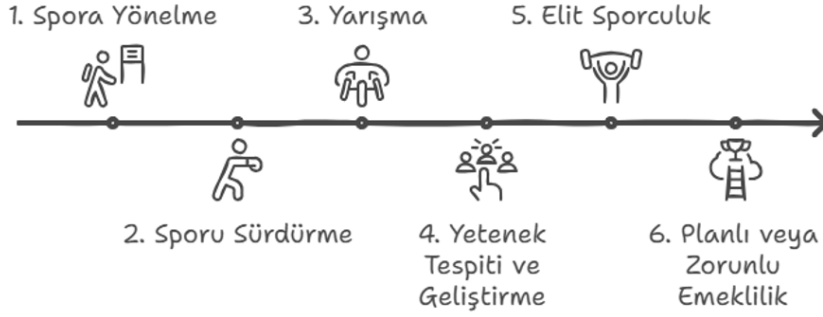 1. Spora Yönelme
3. Yarışma
5. Elit Sporculuk
2. Sporu Sürdürme
4. Yetenek
Tespiti ve
Geliştirme
6. Planlı veya
Zorunlu
Emeklilik